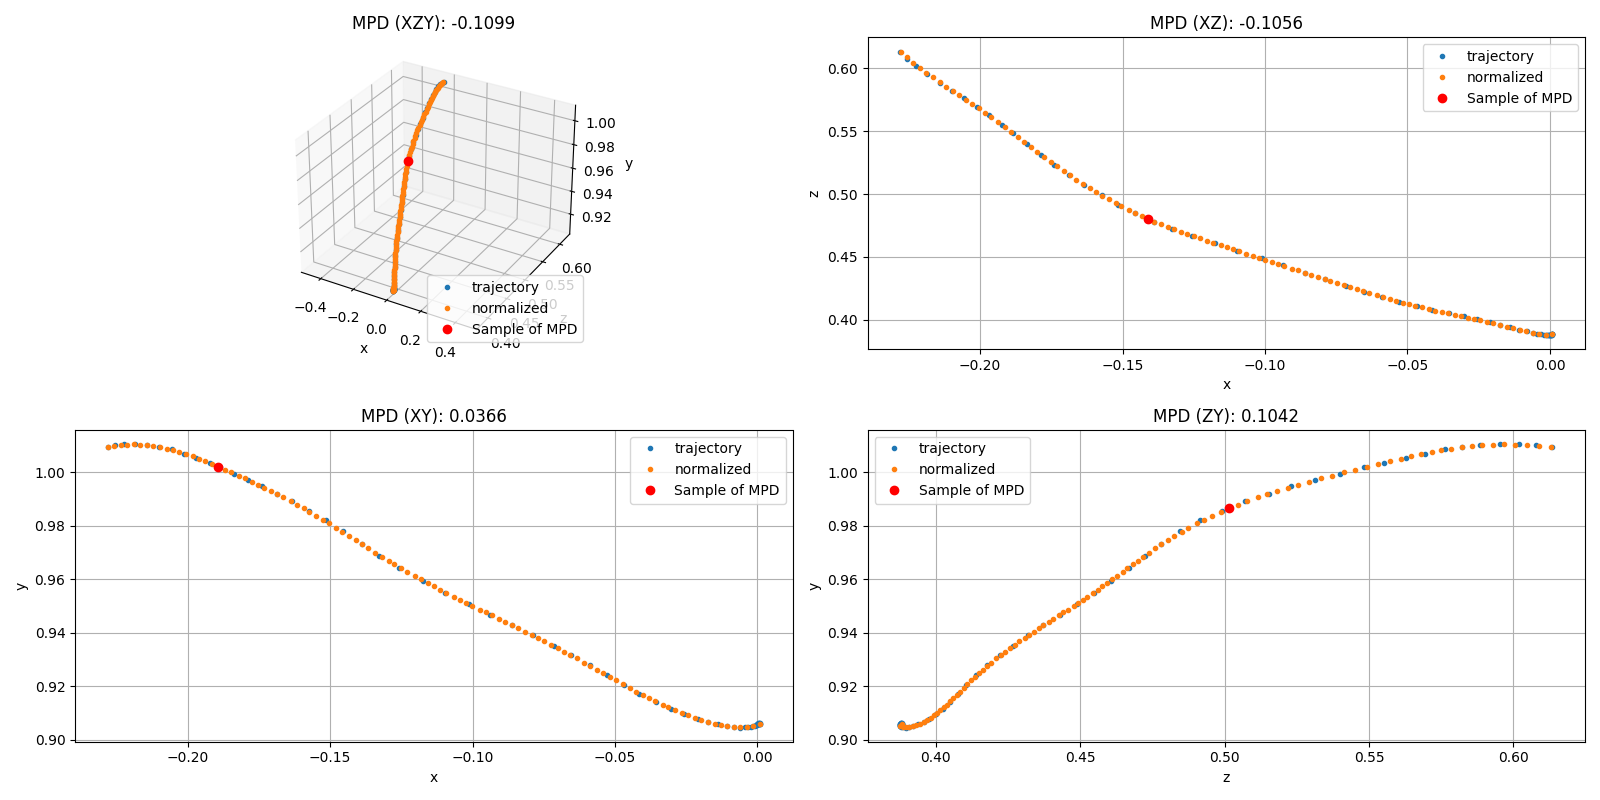 MPD (XZY): -0.1099
1.00
0.98
0.96
0.94
0.92
y
0.60
0.55
0.50
0.45
0.40
z
−0.4
−0.2
0.0
0.2
0.4
x
trajectory
normalized
Sample of MPD
MPD (XZ): -0.1056
0.60
0.55
0.50
0.45
0.40
z
−0.20
−0.15
−0.10
−0.05
0.00
x
trajectory
normalized
Sample of MPD
MPD (XY): 0.0366
1.00
0.98
0.96
0.94
0.92
0.90
y
−0.20
−0.15
−0.10
−0.05
0.00
x
trajectory
normalized
Sample of MPD
MPD (ZY): 0.1042
1.00
0.98
0.96
0.94
0.92
0.90
y
0.40
0.45
0.50
0.55
0.60
z
trajectory
normalized
Sample of MPD